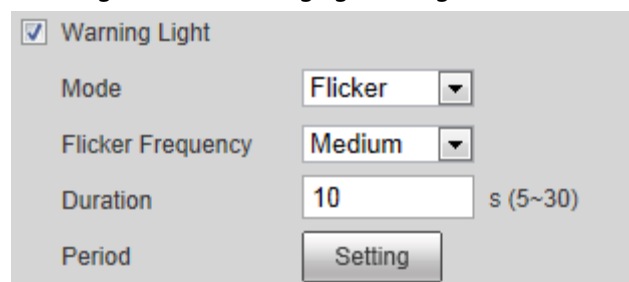 Warning Light
Mode Flicker
Flicker Frequency Medium
Duration 10 s (5~30)
Period Setting